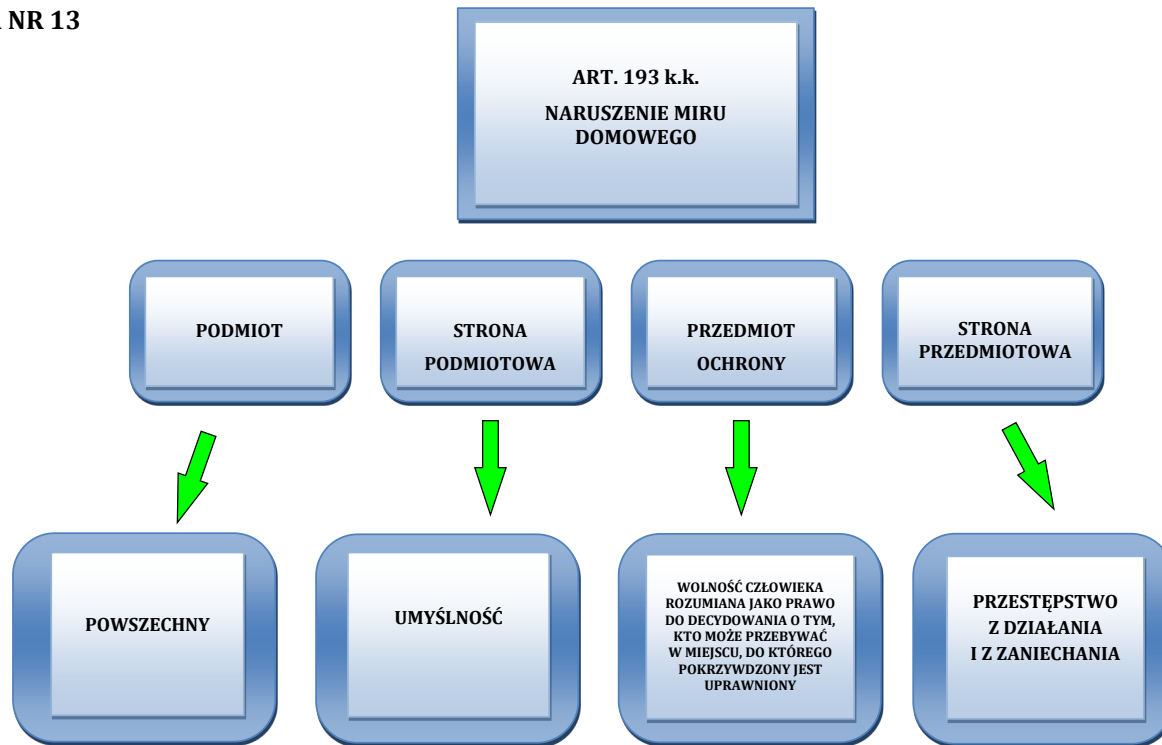 NR 13
ART. 193 k.k.
NARUSZENIE MIRU
DOMOWEGO
PODMIOT
STRONA
PODMIOTOWA
PRZEDMIOT
OCHRONY
STRONA
PRZEDMIOTOWA
POWSZECHNY
UMYŚLNOŚĆ
WOLNOŚĆ CZŁOWIEKA
ROZUMIANA JAKO PRAWO
DO DECYDOWANIA O TYM,
KTO MOŻE PRZEBYWAĆ
W MIEJSCU, DO KTÓREGO
POKRZYWDZONY JEST
UPRAWNIONY
PRZESTĘPSTWO
Z DZIAŁANIA
I Z ZANIECHANIA